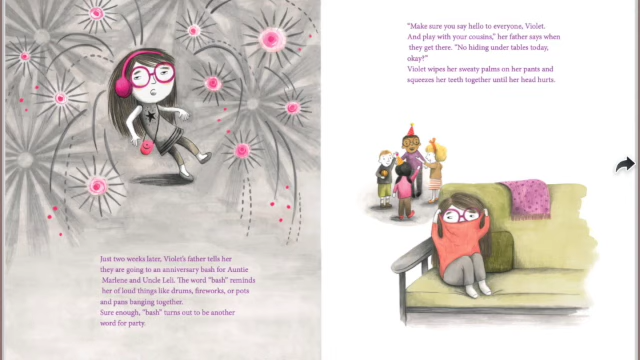 Just two weeks later, Violet's father tells her
they are going to an anniversary bash for Auntie
Marlene and Uncle Leli. The word "bash" reminds
her of loud things like drums, fireworks, or pots
and pans banging together.
Sure enough, "bash" turns out to be another
word for party.
"Make sure you say hello to everyone, Violet.
And play with your cousins," her father says when
they get there. "No hiding under tables today,
okay?"
Violet wipes her sweaty palms on her pants and
squeezes her teeth together until her head hurts.